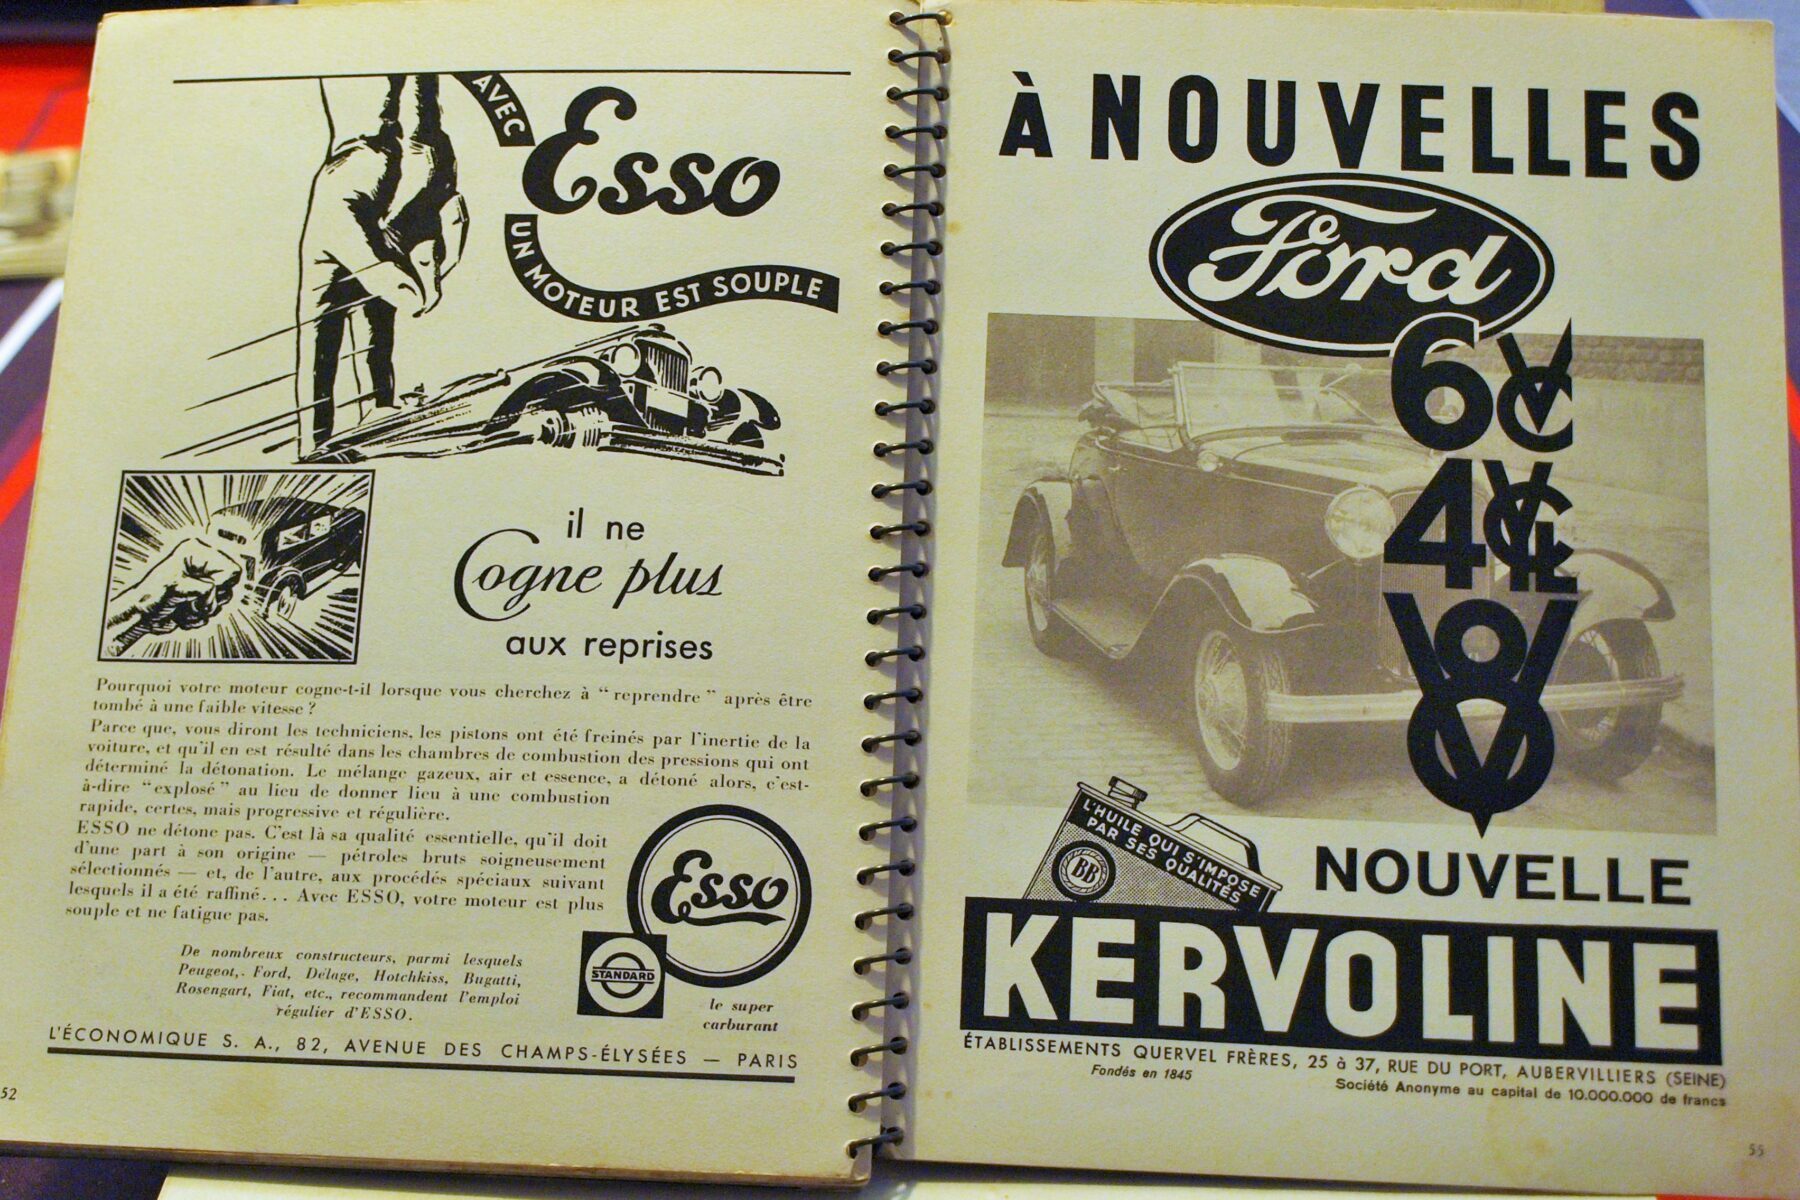 AVEC
Esso
UN MOTEUR EST SOUPLE
il ne
Cogne plus
aux reprises
Pourquoi votre moteur cogne-t-il lorsque vous cherchez à “reprendre” après être
tombé à une faible vitesse ?
Parce que, vous diront les techniciens, les pistons ont été freinés par l'inertie de la
voiture, et qu'il en est résulté dans les chambres de combustion des pressions qui ont
déterminé la détonation. Le mélange gazeux, air et essence, a détoné alors, c'est-
à-dire “explosé” au lieu de donner lieu à une combustion
rapide, certes, mais progressive et régulière.
ESSO ne détone pas. C'est là sa qualité essentielle, qu'il doit
d'une part à son origine — pétroles bruts soigneusement
sélectionnés — et, de l'autre, aux procédés spéciaux suivant
lesquels il a été raffiné... Avec ESSO, votre moteur est plus
souple et ne fatigue pas.
Esso
STANDARD
le super
carburant
De nombreux constructeurs, parmi lesquels
Peugeot, Ford, Delage, Hotchkiss, Bugatti,
Rosengart, Fiat, etc., recommandent l'emploi
régulier d'ESSO.
L'ÉCONOMIQUE S. A., 82, AVENUE DES CHAMPS-ÉLYSÉES — PARIS
52
À NOUVELLES
Ford
6 CV
4 CYL
V8
V
L'HUILE QUI S'IMPOSE
PAR SES QUALITÉS
BB
NOUVELLE
KERVOLINE
ÉTABLISSEMENTS QUERVEL FRÈRES, 25 à 37, RUE DU PORT, AUBERVILLIERS (SEINE)
Fondés en 1845
Société Anonyme au capital de 10.000.000 de francs
55